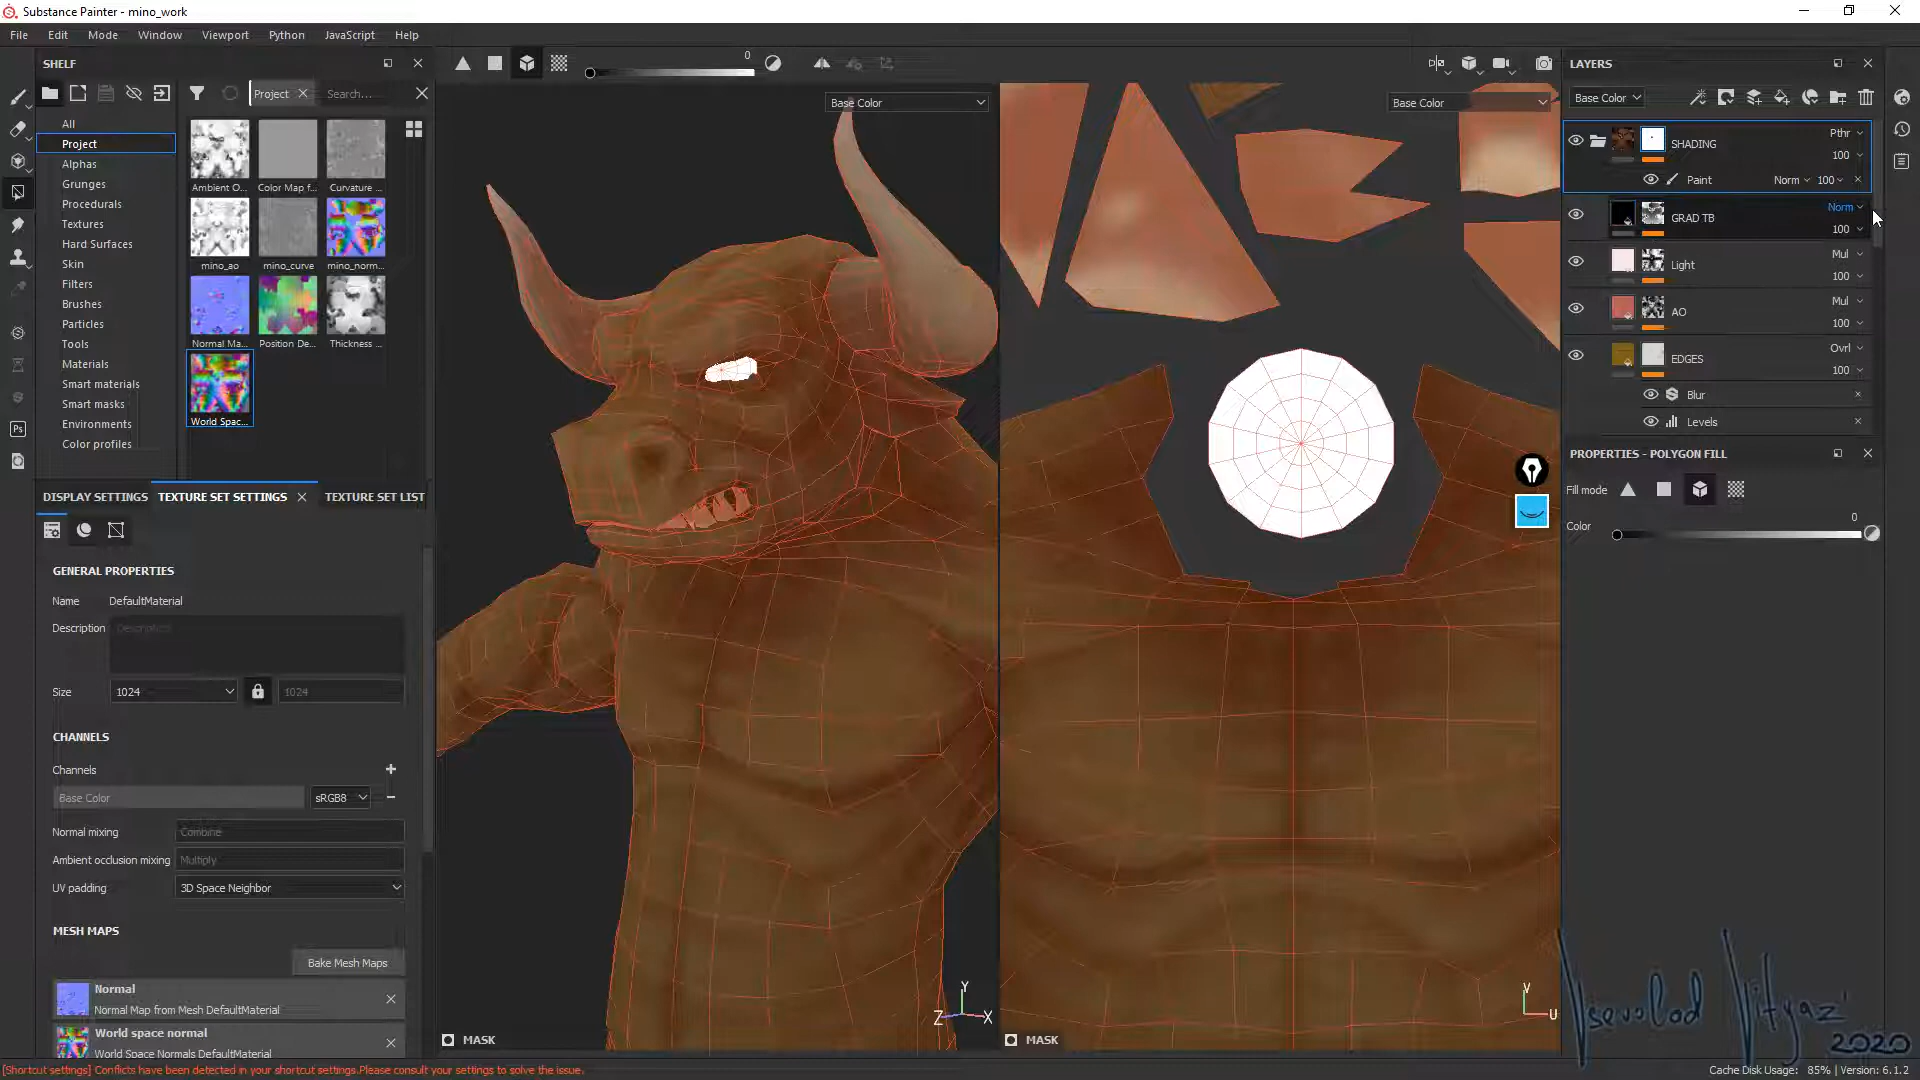 Substance Painter - mino_work
File Edit Mode Window Viewport Python JavaScript Help
SHELF
Project
Search...
All
Project
Alphas
Grunges
Procedurals
Textures
Hard Surfaces
Skin
Filters
Brushes
Particles
Tools
Materials
Smart materials
Smart masks
Environments
Color profiles
Ambient O...
Color Map f...
Curvature ...
mino_ao
mino_curve
mino_norm...
Normal Ma...
Position De...
Thickness ...
World Spac...
DISPLAY SETTINGS
TEXTURE SET SETTINGS
TEXTURE SET LIST
GENERAL PROPERTIES
Name DefaultMaterial
Description
Description
Size 1024 1024
CHANNELS
Channels
Base Color sRGB8
Normal mixing Combine
Ambient occlusion mixing Multiply
UV padding 3D Space Neighbor
MESH MAPS
Bake Mesh Maps
Normal
Normal Map from Mesh DefaultMaterial
World space normal
World Space Normals DefaultMaterial
[Shortcut settings] Conflicts have been detected in your shortcut settings.Please consult your settings to solve the issue.
0
Base Color
Base Color
Y
Z
X
MASK
V
U
MASK
Ps
LAYERS
Base Color
SHADING Pthr
100
Paint Norm 100
GRAD TB Norm
100
Light Mul
100
AO Mul
100
EDGES Ovrl
100
Blur
Levels
PROPERTIES - POLYGON FILL
Fill mode
Color 0
Vsevolod Vityaz'
2020
Cache Disk Usage: 85% | Version: 6.1.2